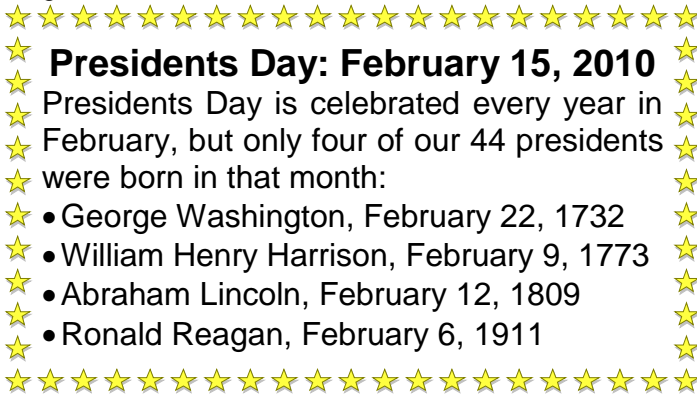 Presidents Day: February 15, 2010
Presidents Day is celebrated every year in
February, but only four of our 44 presidents
were born in that month:
•George Washington, February 22, 1732
•William Henry Harrison, February 9, 1773
•Abraham Lincoln, February 12, 1809
•Ronald Reagan, February 6, 1911